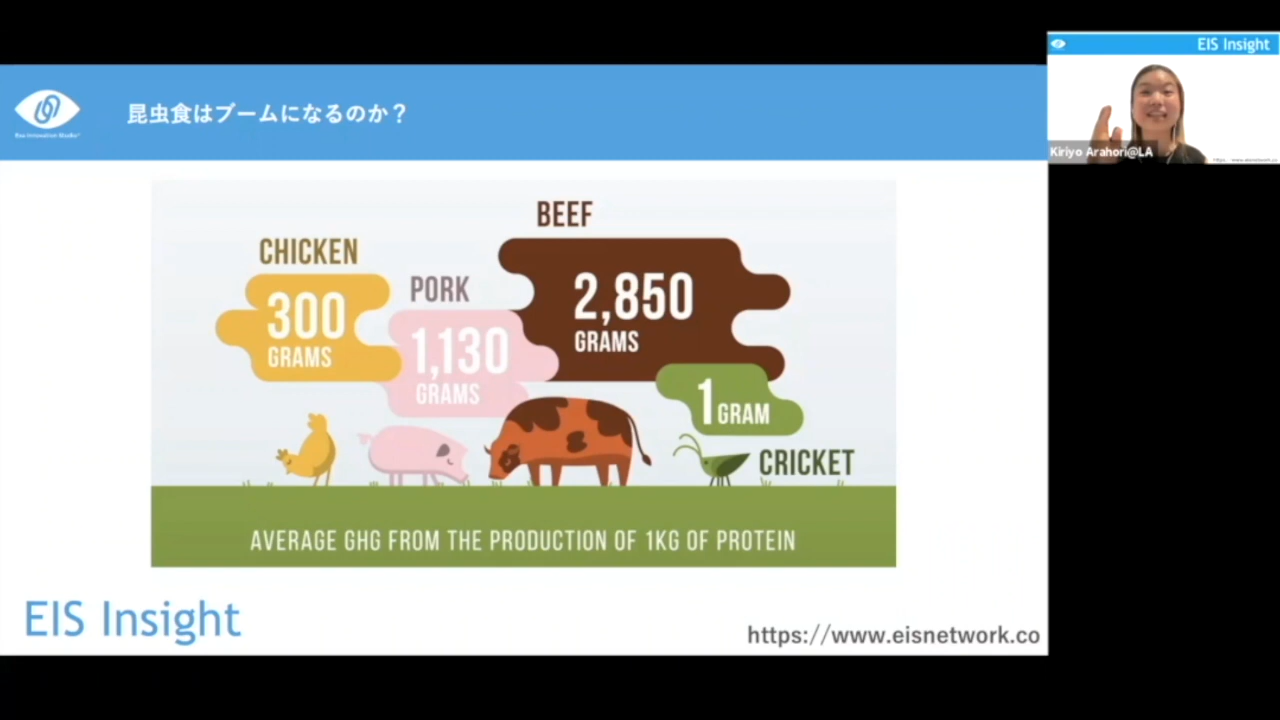 EIS Insight
Kiriyo Arahori@LA
昆虫食はブームになるのか？
BEEF
2,850
GRAMS
CHICKEN
300
GRAMS
PORK
1,130
GRAMS
1 GRAM
CRICKET
AVERAGE GHG FROM THE PRODUCTION OF 1KG OF PROTEIN
EIS Insight
https://www.eisnetwork.co